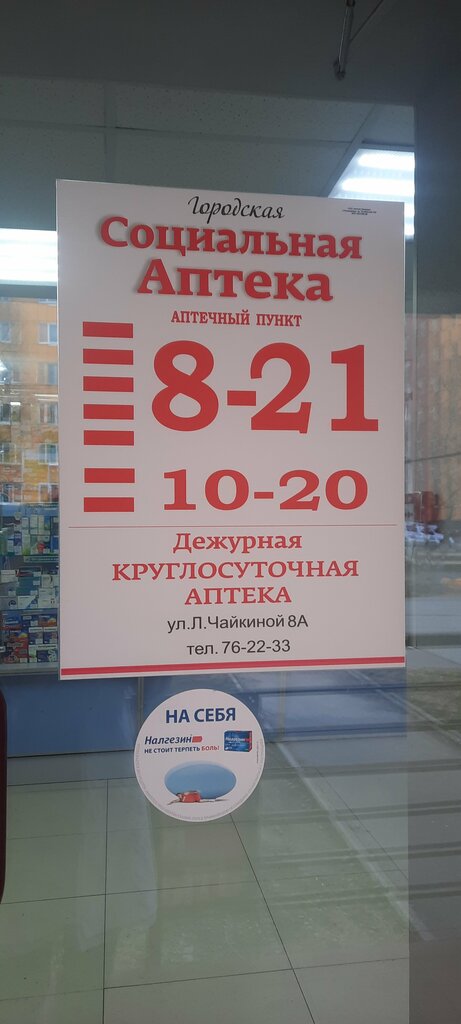 Городская
Социальная
Аптека
АПТЕЧНЫЙ ПУНКТ
8-21
10-20
Дежурная
КРУГЛОСУТОЧНАЯ
АПТЕКА
ул.Л.Чайкиной 8А
тел. 76-22-33
НА СЕБЯ
Налгезин
НЕ СТОИТ ТЕРПЕТЬ БОЛЬ!